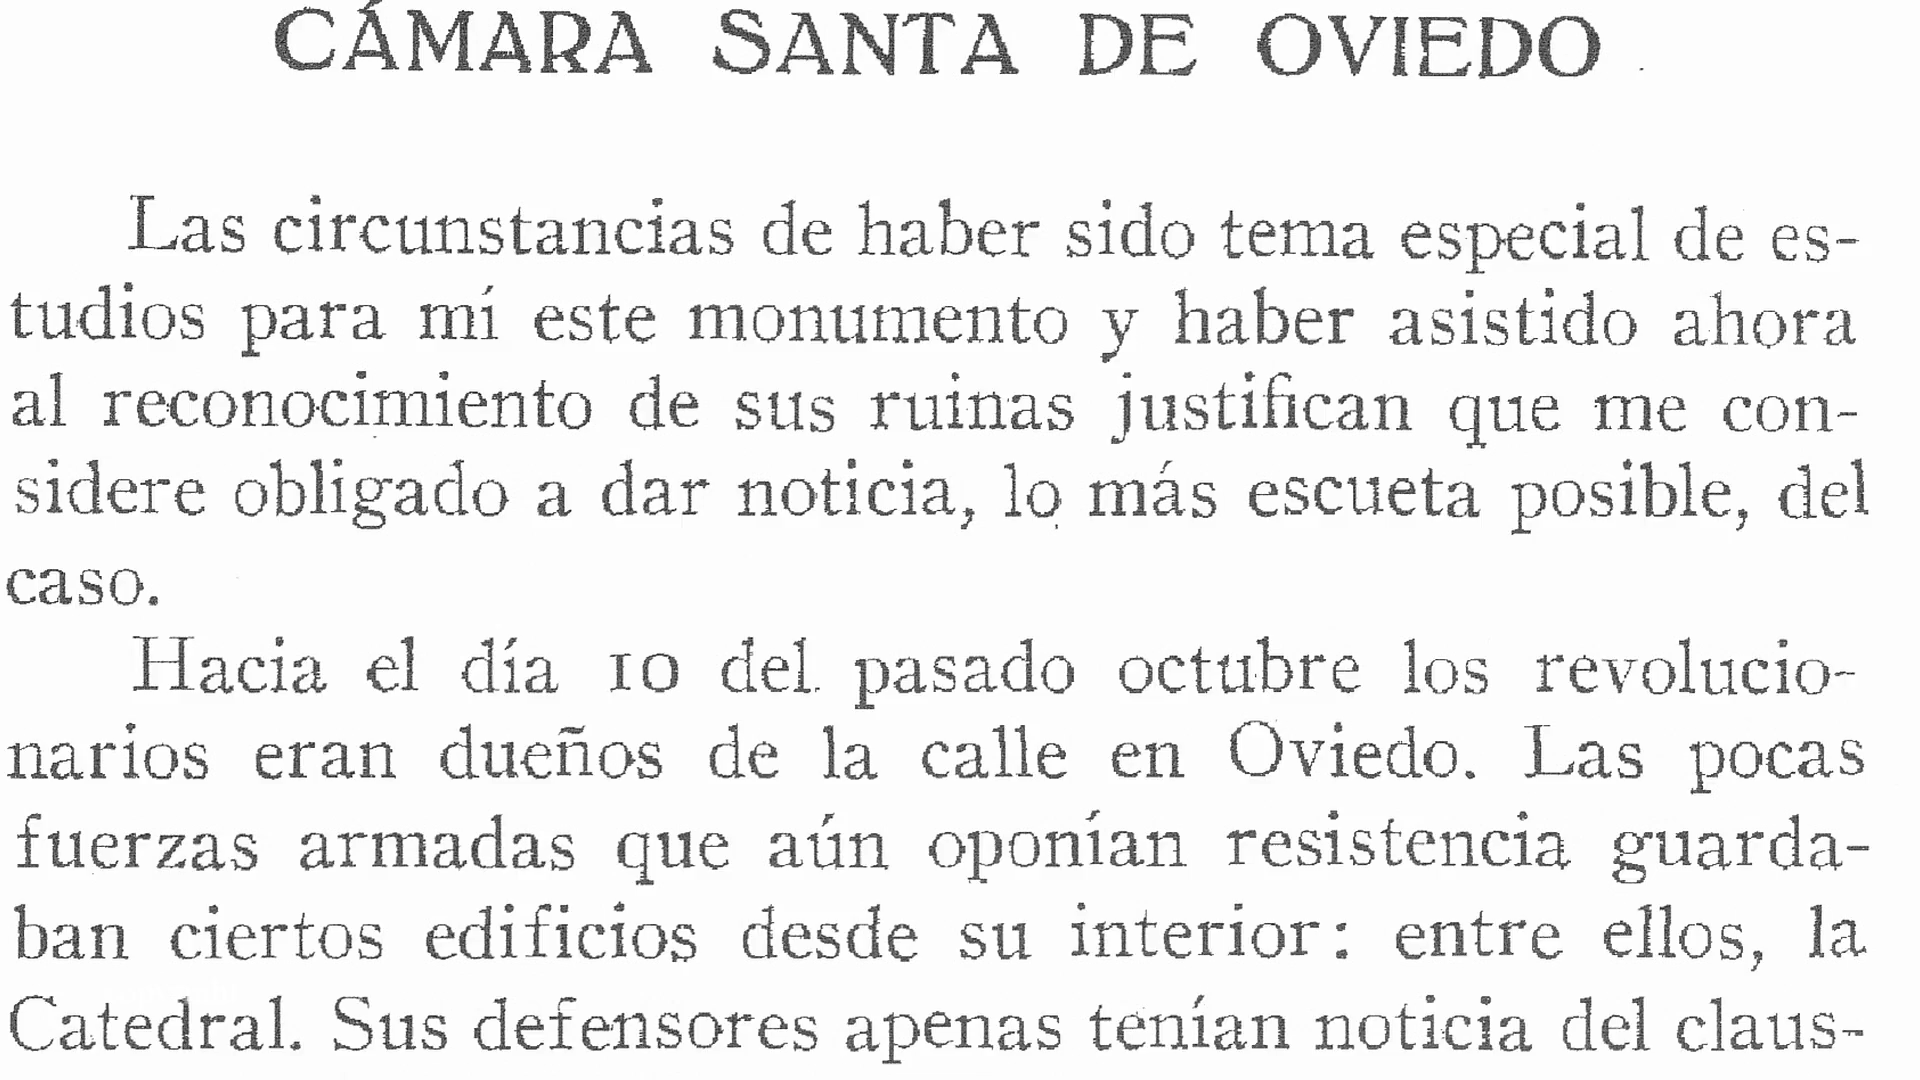 CÁMARA SANTA DE OVIEDO
Las circunstancias de haber sido tema especial de es-
tudios para mí este monumento y haber asistido ahora
al reconocimiento de sus ruinas justifican que me con-
sidere obligado a dar noticia, lo más escueta posible, del
caso.
Hacia el día 10 del pasado octubre los revolucio-
narios eran dueños de la calle en Oviedo. Las pocas
fuerzas armadas que aún oponían resistencia guarda-
ban ciertos edificios desde su interior: entre ellos, la
Catedral. Sus defensores apenas tenían noticia del claus-